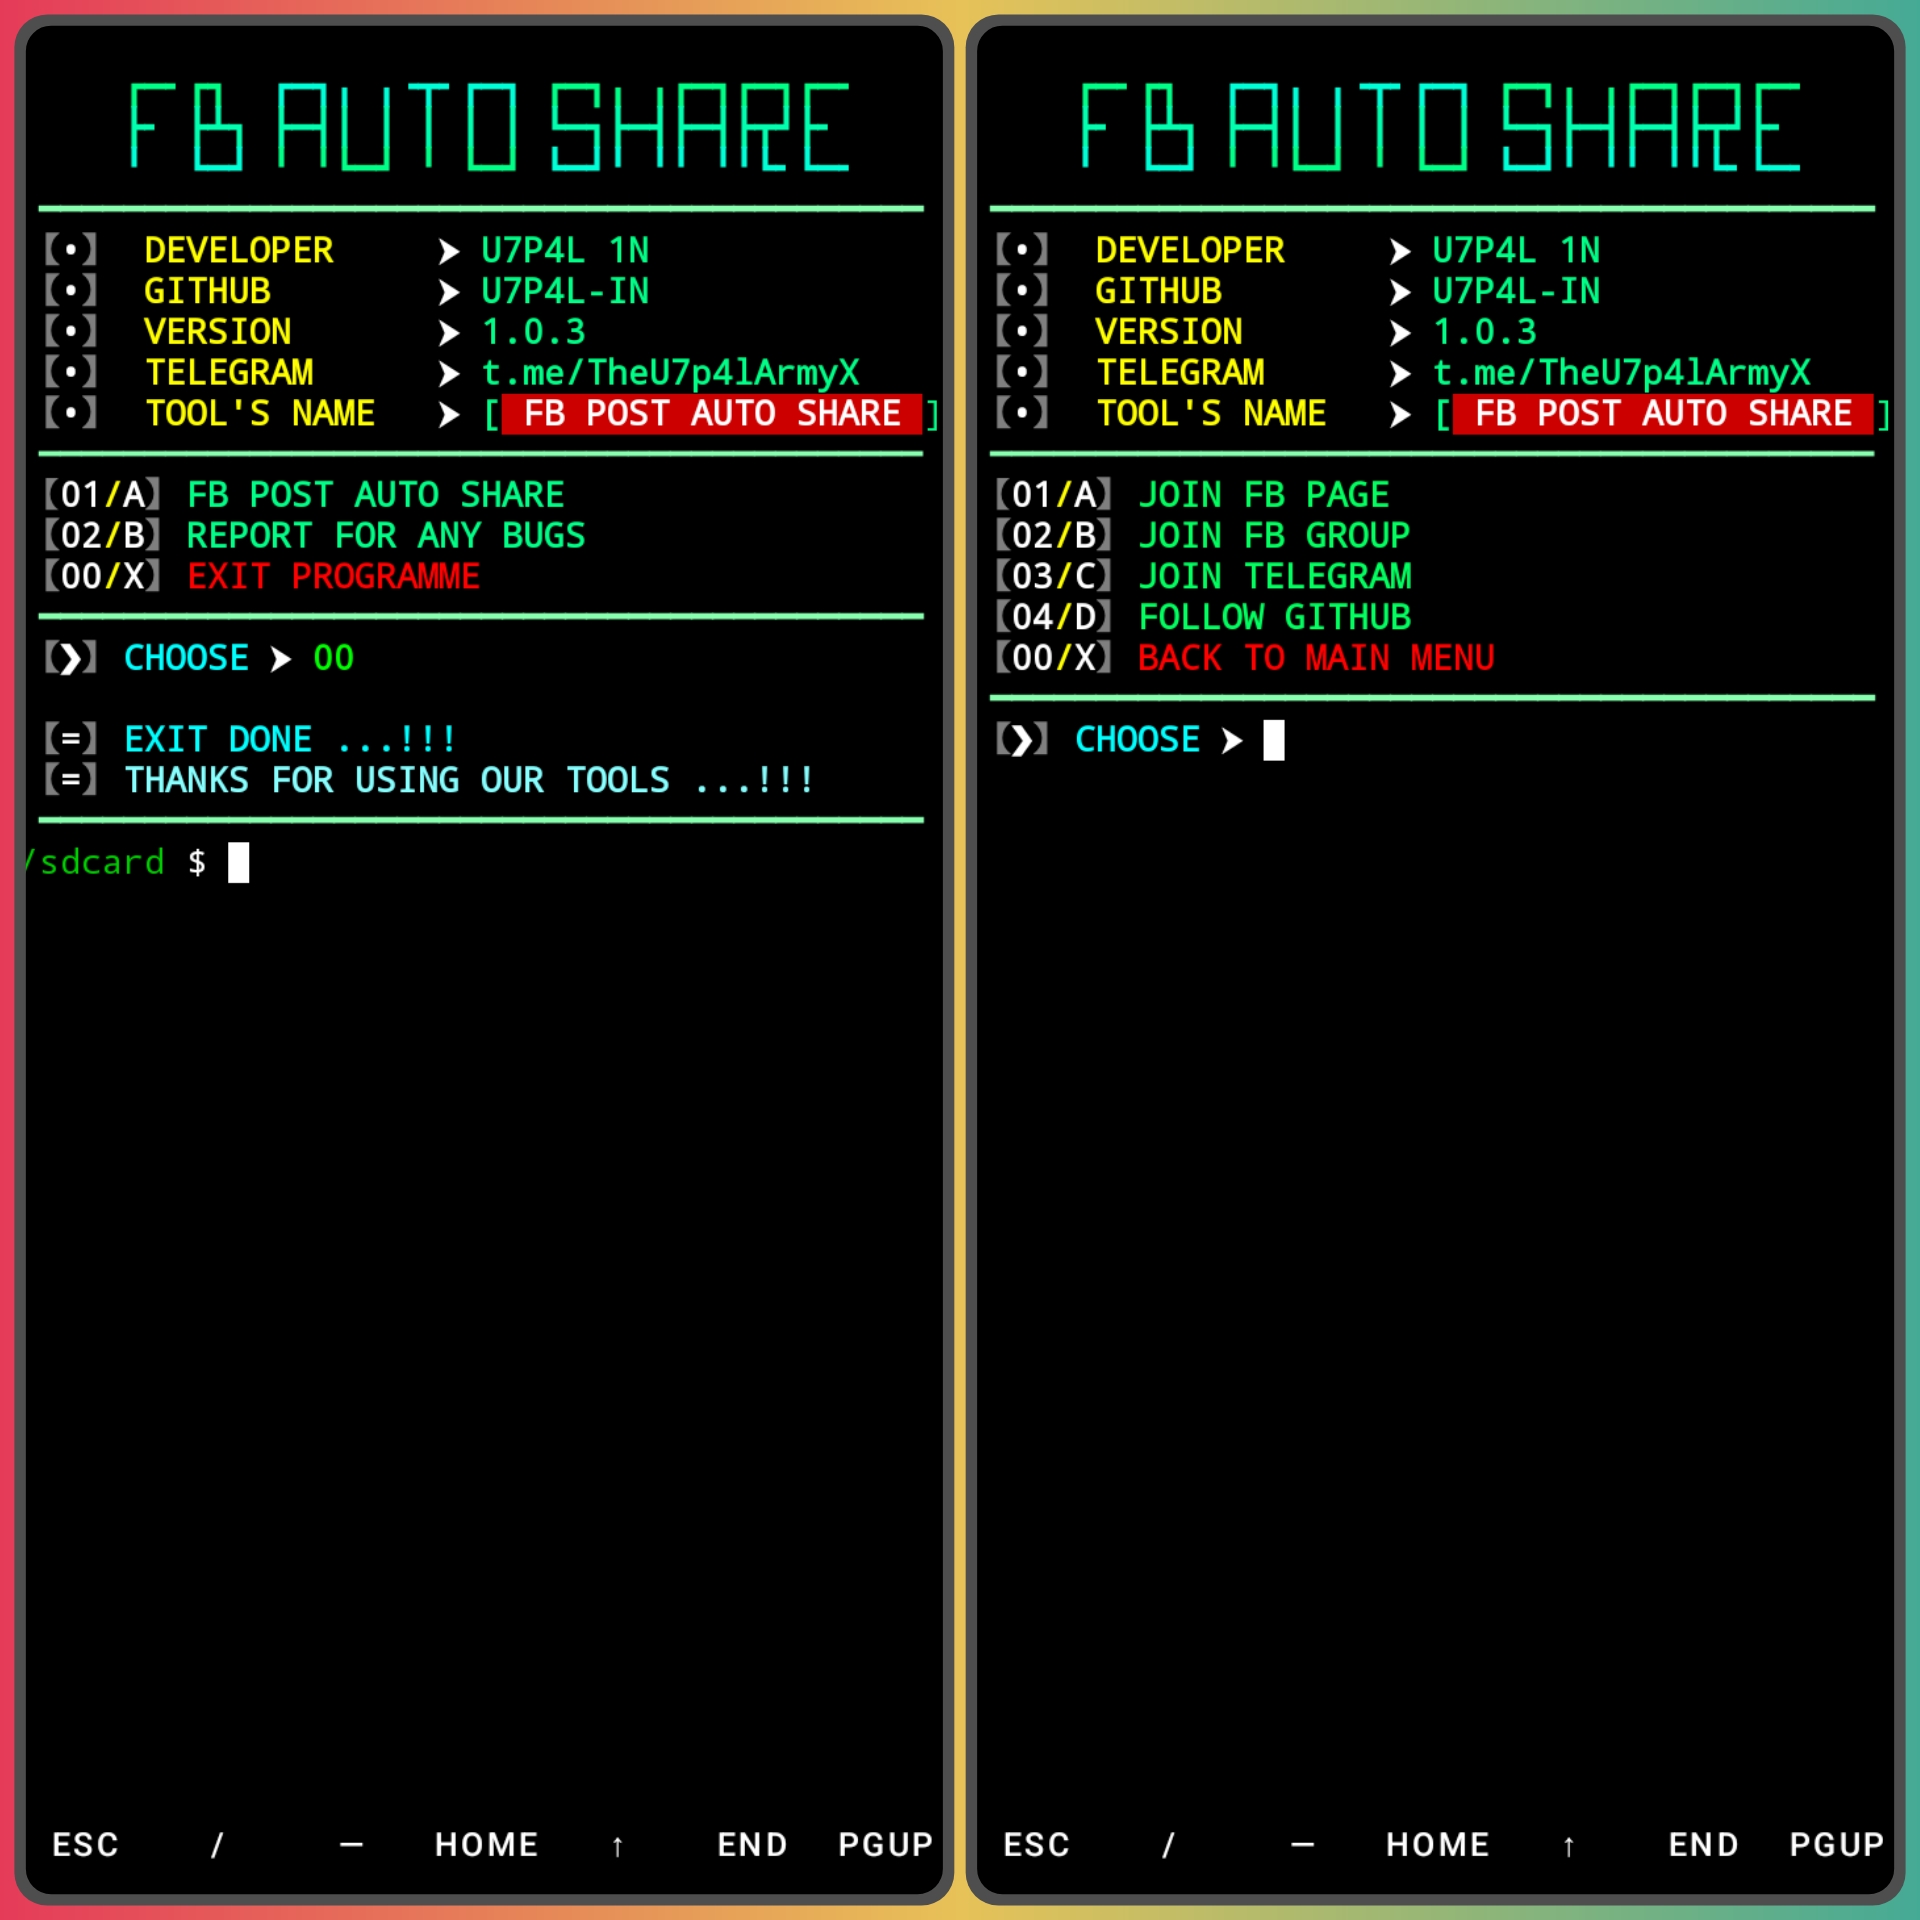 FB AUTO SHARE
[•] DEVELOPER ➤ U7P4L 1N
[•] GITHUB ➤ U7P4L-IN
[•] VERSION ➤ 1.0.3
[•] TELEGRAM ➤ t.me/TheU7p4lArmyX
[•] TOOL'S NAME ➤ [ FB POST AUTO SHARE ]
[01/A] FB POST AUTO SHARE
[02/B] REPORT FOR ANY BUGS
[00/X] EXIT PROGRAMME
[❯] CHOOSE ➤ 00
[=] EXIT DONE ...!!!
[=] THANKS FOR USING OUR TOOLS ...!!!
/sdcard $
ESC / — HOME ↑ END PGUP
FB AUTO SHARE
[•] DEVELOPER ➤ U7P4L 1N
[•] GITHUB ➤ U7P4L-IN
[•] VERSION ➤ 1.0.3
[•] TELEGRAM ➤ t.me/TheU7p4lArmyX
[•] TOOL'S NAME ➤ [ FB POST AUTO SHARE ]
[01/A] JOIN FB PAGE
[02/B] JOIN FB GROUP
[03/C] JOIN TELEGRAM
[04/D] FOLLOW GITHUB
[00/X] BACK TO MAIN MENU
[❯] CHOOSE ➤
ESC / — HOME ↑ END PGUP